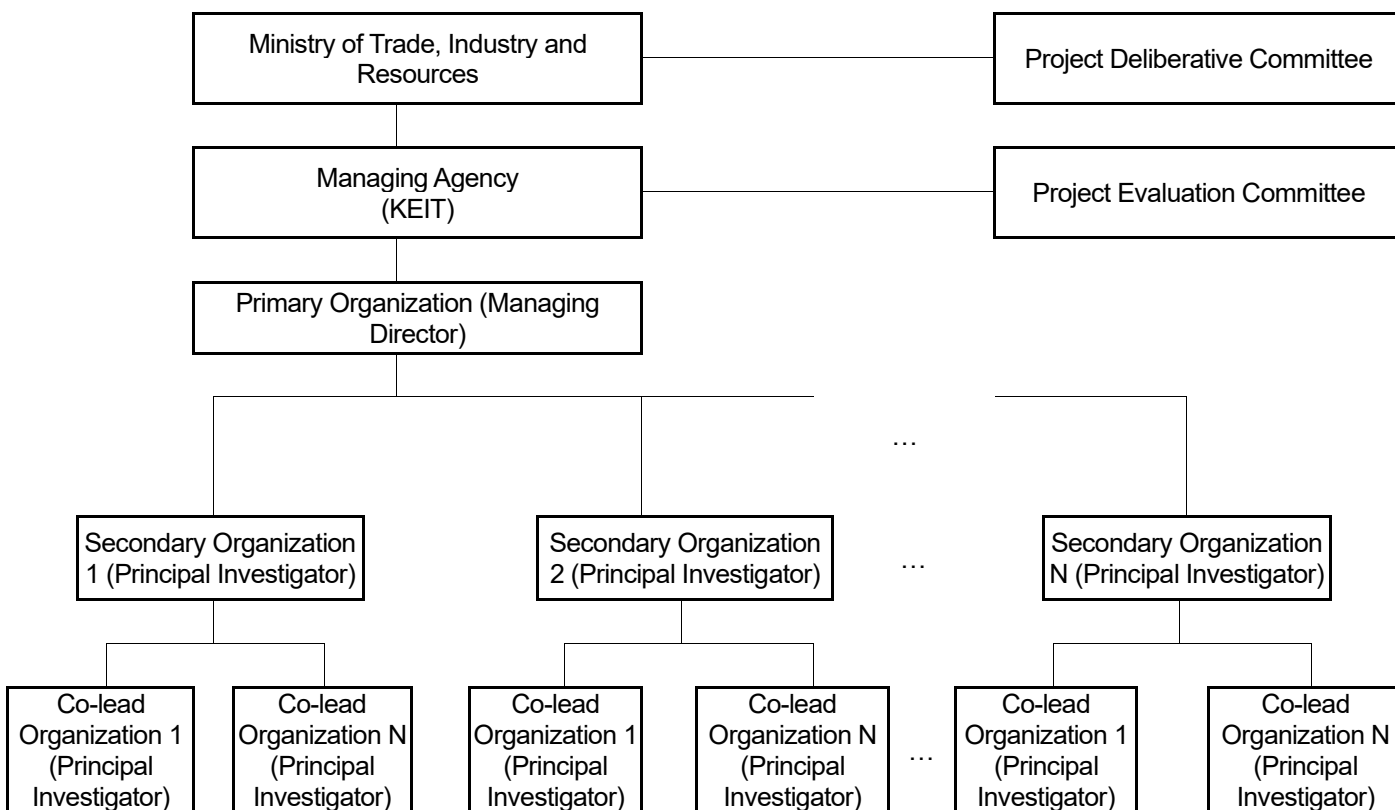 Ministry of Trade, Industry and
Resources
Project Deliberative Committee
Managing Agency
(KEIT)
Project Evaluation Committee
Primary Organization (Managing
Director)
…
Secondary Organization
1 (Principal Investigator)
Secondary Organization
2 (Principal Investigator)
…
Secondary Organization
N (Principal Investigator)
Co-lead
Organization 1
(Principal
Investigator)
Co-lead
Organization N
(Principal
Investigator)
Co-lead
Organization 1
(Principal
Investigator)
Co-lead
Organization N
(Principal
Investigator)
…
Co-lead
Organization 1
(Principal
Investigator)
Co-lead
Organization N
(Principal
Investigator)